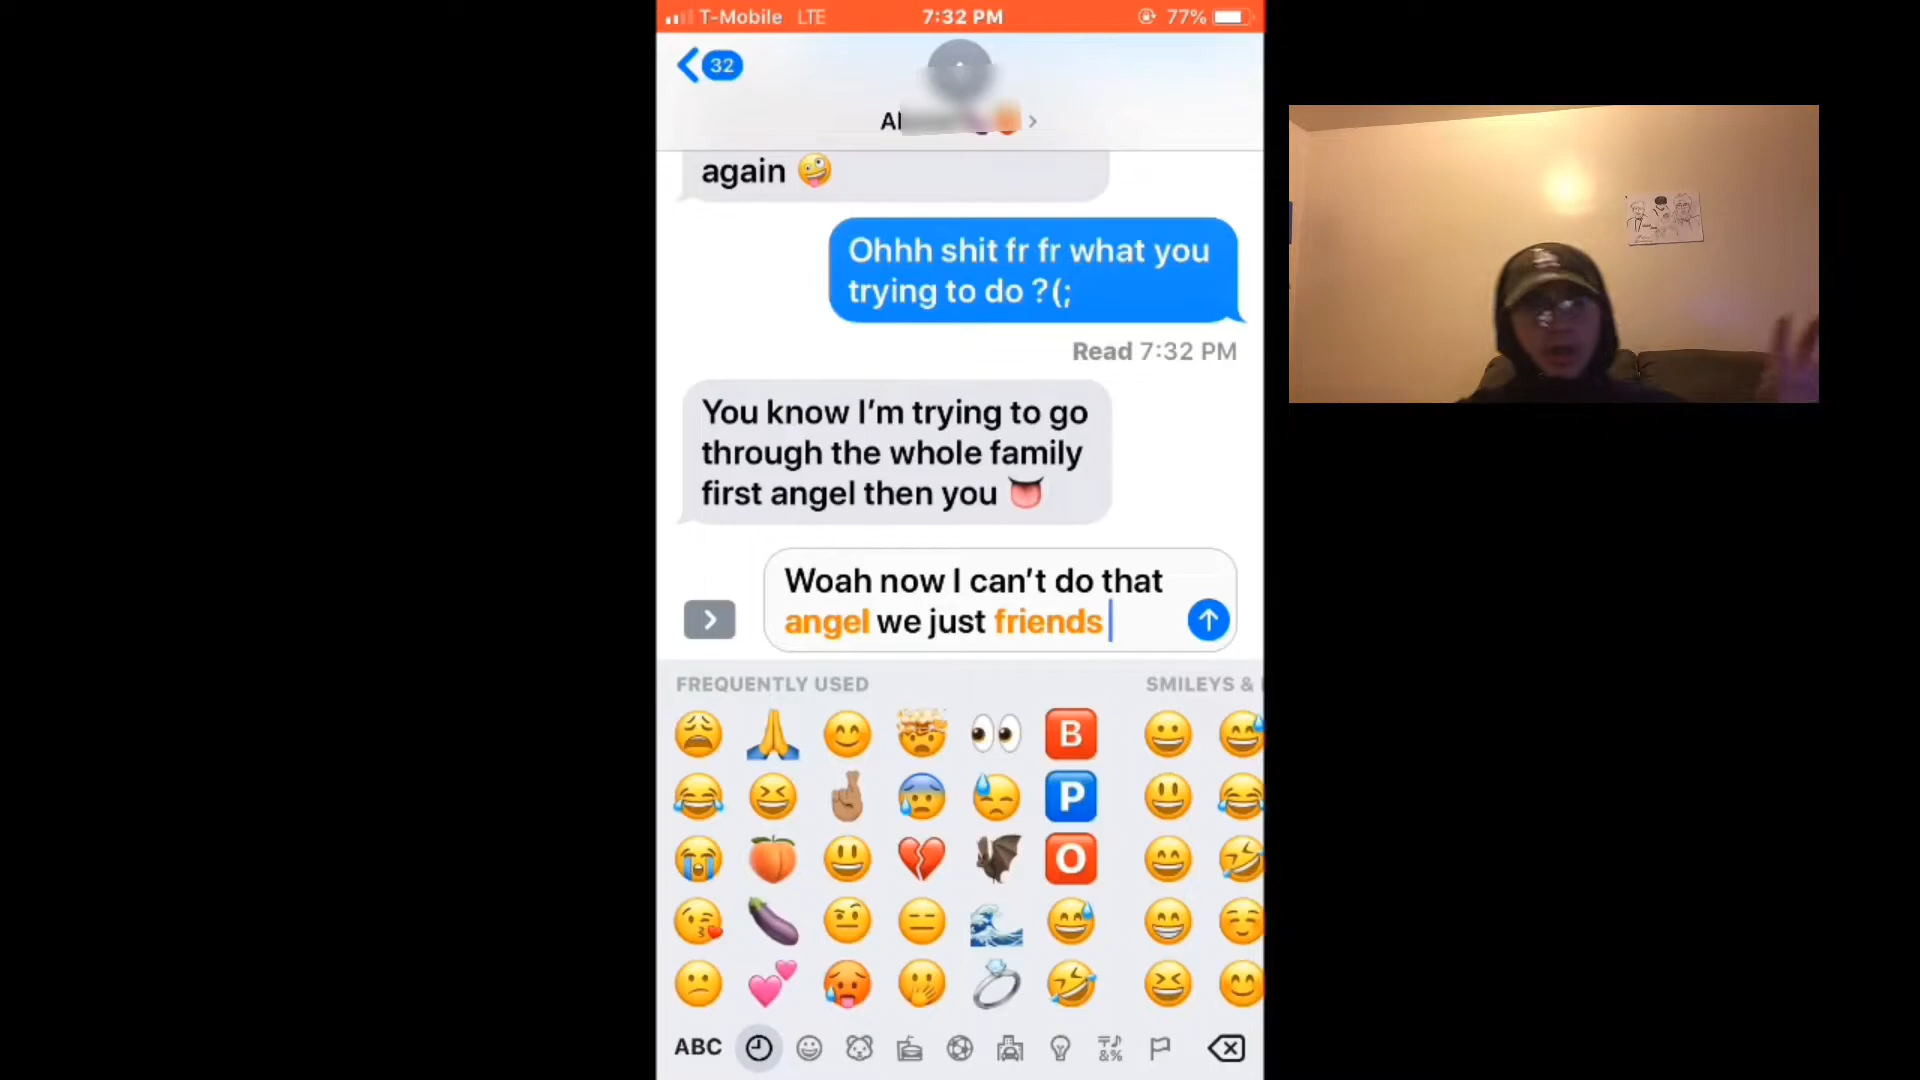 T-Mobile LTE 7:32 PM 77%
32
again 🤪
Ohhh shit fr fr what you
trying to do ?(;
Read 7:32 PM
You know I'm trying to go
through the whole family
first angel then you 👅
Woah now I can't do that
angel we just friends
FREQUENTLY USED SMILEYS &
B
P
O
ABC